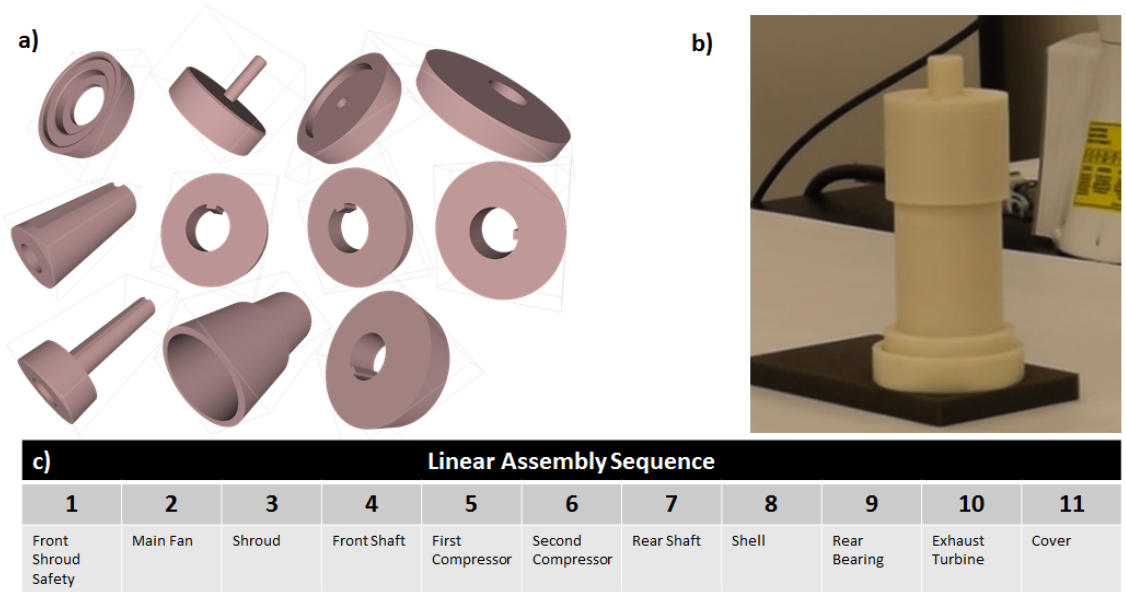 a)
b)
c)
Linear Assembly Sequence
1 2 3 4 5 6 7 8 9 10 11
Front Shroud Safety
Main Fan
Shroud
Front Shaft
First Compressor
Second Compressor
Rear Shaft
Shell
Rear Bearing
Exhaust Turbine
Cover